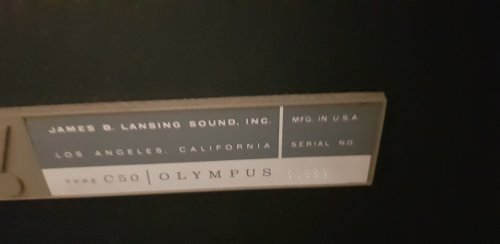 JAMES B. LANSING SOUND, INC.
LOS ANGELES, CALIFORNIA
MFG. IN U.S.A
SERIAL NO
TYPE C50 | OLYMPUS